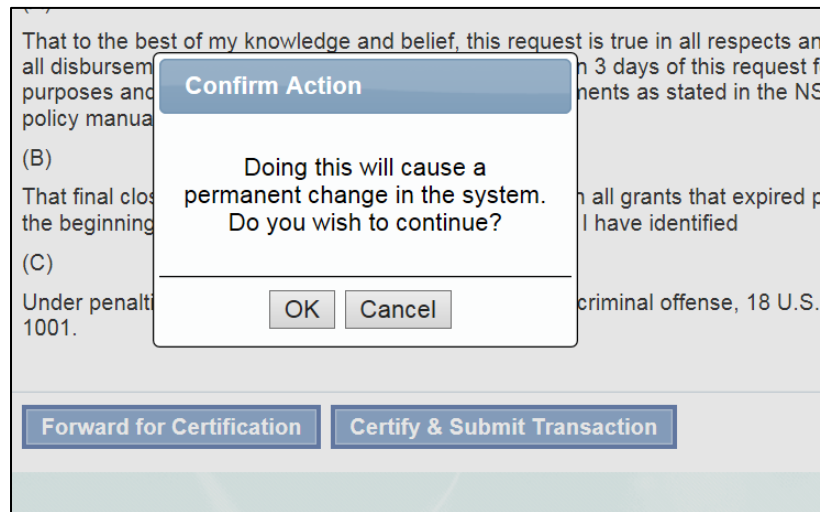 That to the best of my knowledge and belief, this request is true in all respects an
all disbursem
n 3 days of this request f
purposes and
ments as stated in the NS
policy manua
Confirm Action
Doing this will cause a
permanent change in the system.
Do you wish to continue?
OK Cancel
(B)
That final clos
n all grants that expired p
the beginning
I have identified
(C)
Under penalti
criminal offense, 18 U.S.
1001.
Forward for Certification Certify & Submit Transaction